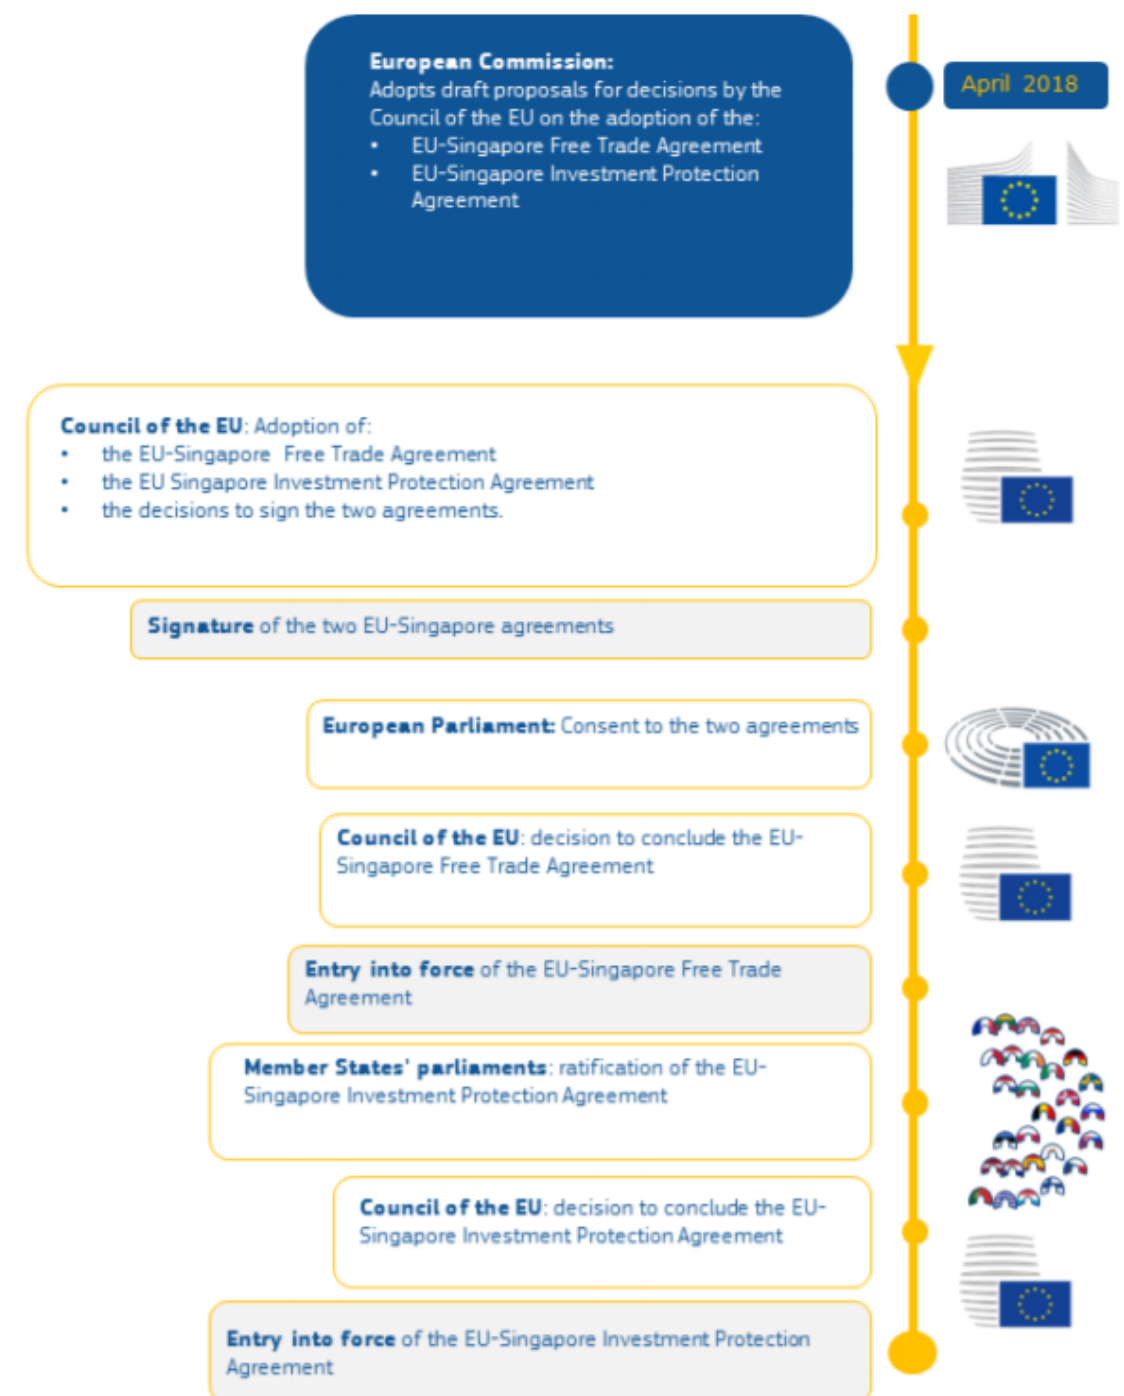 European Commission:
Adopts draft proposals for decisions by the
Council of the EU on the adoption of the:
• EU-Singapore Free Trade Agreement
• EU-Singapore Investment Protection
Agreement
April 2018
Council of the EU: Adoption of:
• the EU-Singapore Free Trade Agreement
• the EU Singapore Investment Protection Agreement
• the decisions to sign the two agreements.
Signature of the two EU-Singapore agreements
European Parliament: Consent to the two agreements
Council of the EU: decision to conclude the EU-
Singapore Free Trade Agreement
Entry into force of the EU-Singapore Free Trade
Agreement
Member States' parliaments: ratification of the EU-
Singapore Investment Protection Agreement
Council of the EU: decision to conclude the EU-
Singapore Investment Protection Agreement
Entry into force of the EU-Singapore Investment Protection
Agreement